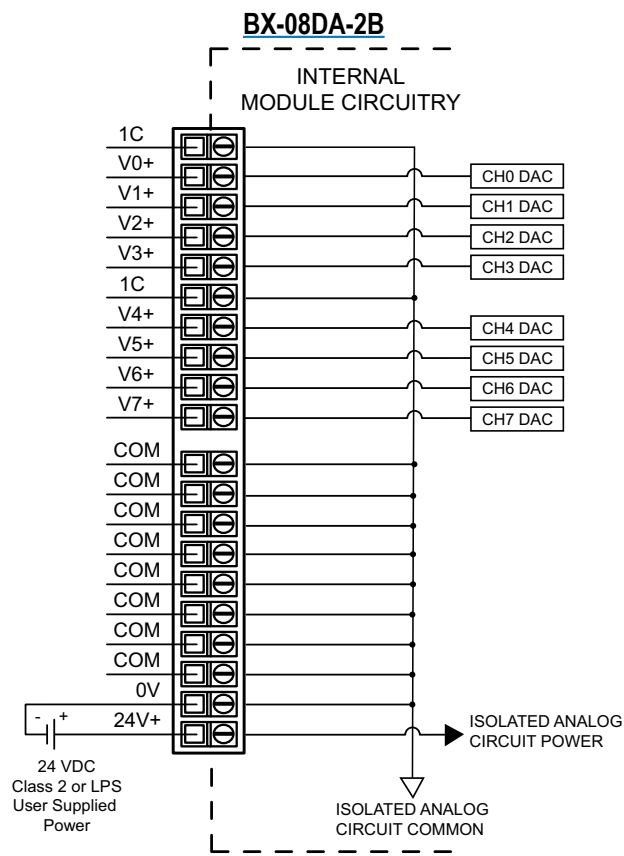 BX-08DA-2B
INTERNAL
MODULE CIRCUITRY
1C
V0+
CH0 DAC
V1+
CH1 DAC
V2+
CH2 DAC
V3+
CH3 DAC
1C
V4+
CH4 DAC
V5+
CH5 DAC
V6+
CH6 DAC
V7+
CH7 DAC
COM
COM
COM
COM
COM
COM
COM
COM
0V
- +
24V+
ISOLATED ANALOG
CIRCUIT POWER
24 VDC
Class 2 or LPS
User Supplied
Power
ISOLATED ANALOG
CIRCUIT COMMON